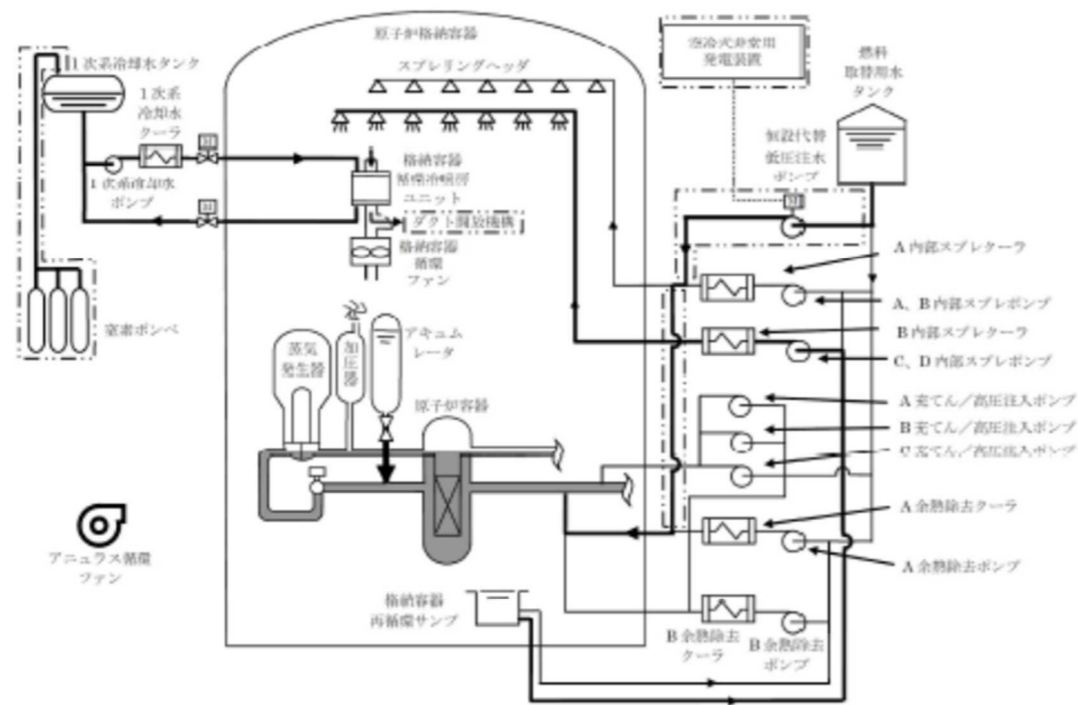 原子炉格納容器
空冷式非常用
発電装置
燃料
取替用水
タンク
1次系冷却水タンク
スプレリングヘッダ
1次系
冷却水
クーラ
恒設代替
低圧注水
ポンプ
格納容器
循環冷暖房
ユニット
1次系冷却水
ポンプ
ダクト開放機構
格納容器
循環
ファン
A内部スプレクーラ
A、B内部スプレポンプ
窒素ボンベ
B内部スプレクーラ
C、D内部スプレポンプ
蒸気
発生器
加圧器
アキュム
レータ
原子炉容器
A充てん／高圧注入ポンプ
B充てん／高圧注入ポンプ
C充てん／高圧注入ポンプ
A余熱除去クーラ
アニュラス循環
ファン
A余熱除去ポンプ
格納容器
再循環サンプ
B余熱除去
クーラ
B余熱除去
ポンプ